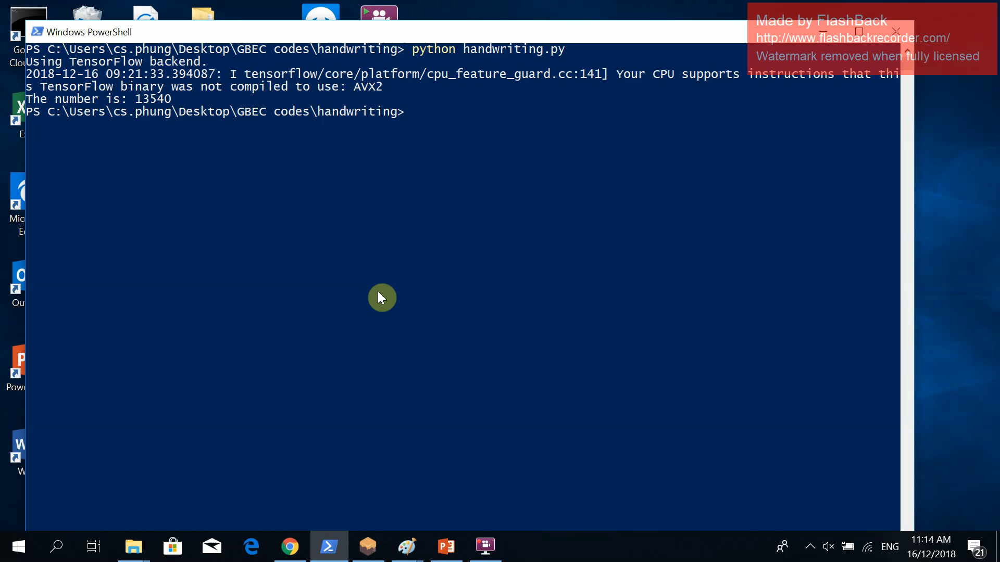 Made by FlashBack
http://www.flashbackrecorder.com/
Watermark removed when fully licensed
Windows PowerShell
PS C:\Users\cs.phung\Desktop\GBEC codes\handwriting> python handwriting.py
Using TensorFlow backend.
2018-12-16 09:21:33.394087: I tensorflow/core/platform/cpu_feature_guard.cc:141] Your CPU supports instructions that thi
s TensorFlow binary was not compiled to use: AVX2
The number is: 13540
PS C:\Users\cs.phung\Desktop\GBEC codes\handwriting>
Go
Clou
Ex
Micr
Ed
Ou
Powe
W
ENG
11:14 AM
16/12/2018
21